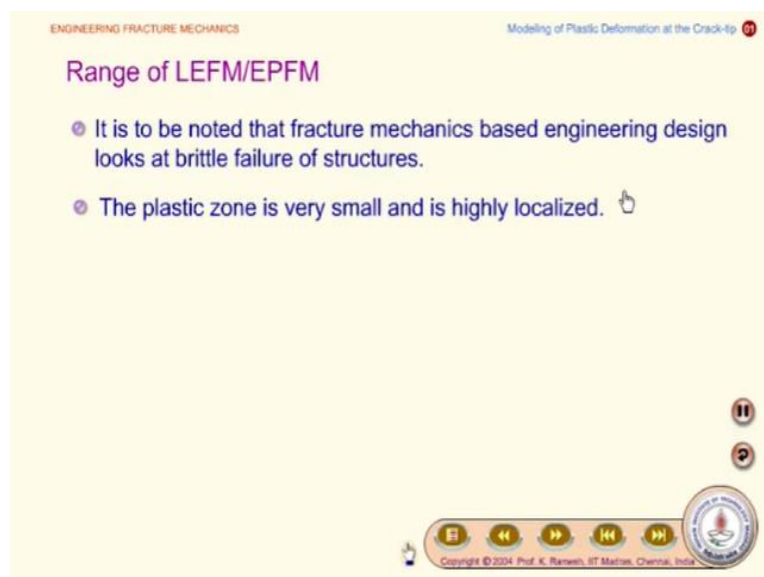 ENGINEERING FRACTURE MECHANICS
Modeling of Plastic Deformation at the Crack-tip 01
Range of LEFM/EPFM
It is to be noted that fracture mechanics based engineering design
looks at brittle failure of structures.
The plastic zone is very small and is highly localized.
Copyright © 2004 Prof. K. Ramesh, IIT Madras, Chennai, India